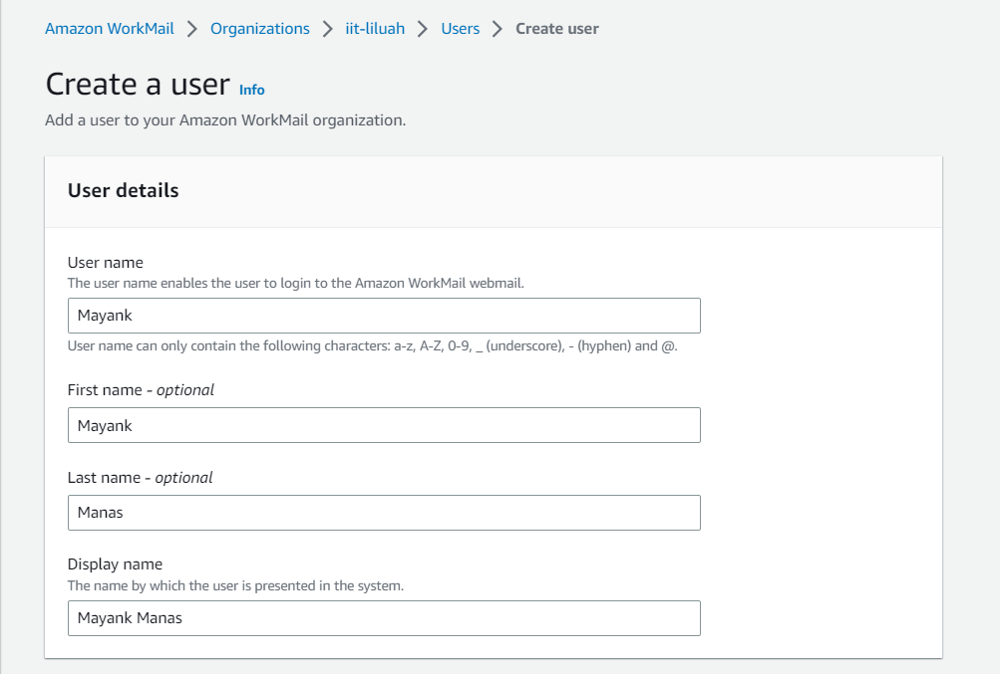 Amazon WorkMail > Organizations > iit-liluah > Users > Create user
Create a user Info
Add a user to your Amazon WorkMail organization.
User details
User name
The user name enables the user to login to the Amazon WorkMail webmail.
Mayank
User name can only contain the following characters: a-z, A-Z, 0-9, _ (underscore), - (hyphen) and @.
First name - optional
Mayank
Last name - optional
Manas
Display name
The name by which the user is presented in the system.
Mayank Manas